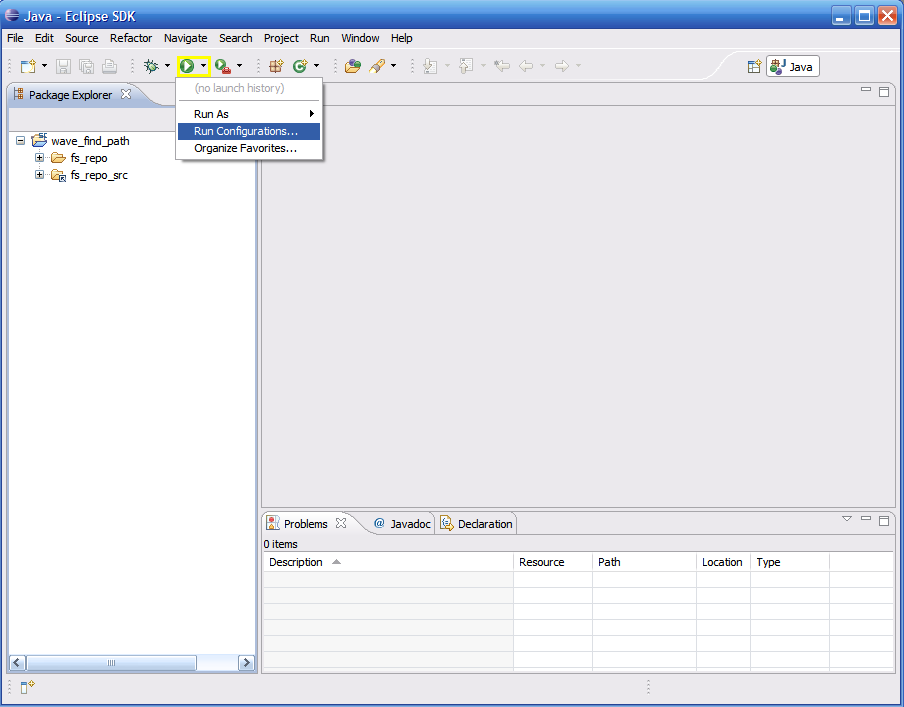 Java - Eclipse SDK
File Edit Source Refactor Navigate Search Project Run Window Help
Java
Package Explorer
(no launch history)
Run As
Run Configurations...
Organize Favorites...
wave_find_path
fs_repo
fs_repo_src
Problems @ Javadoc Declaration
0 items
Description Resource Path Location Type